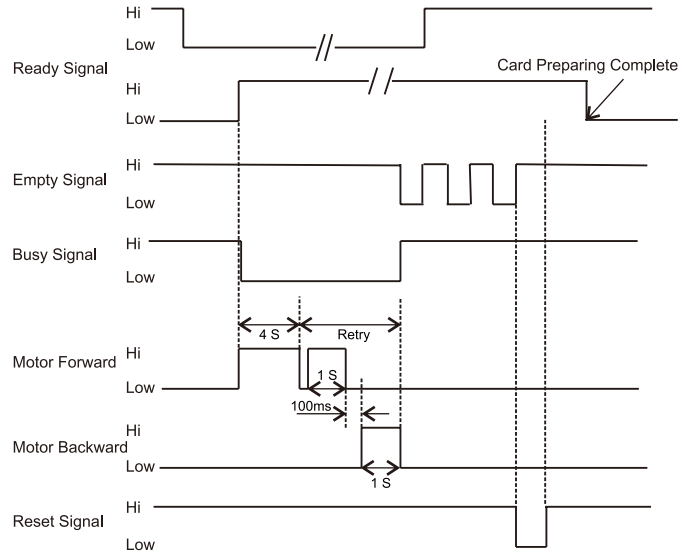 Hi
Low
Ready Signal
Hi
Low
Card Preparing Complete
Empty Signal
Hi
Low
Busy Signal
Hi
Low
4 S
Retry
Motor Forward
Hi
Low
1 S
100ms
Motor Backward
Hi
Low
1 S
Reset Signal
Hi
Low